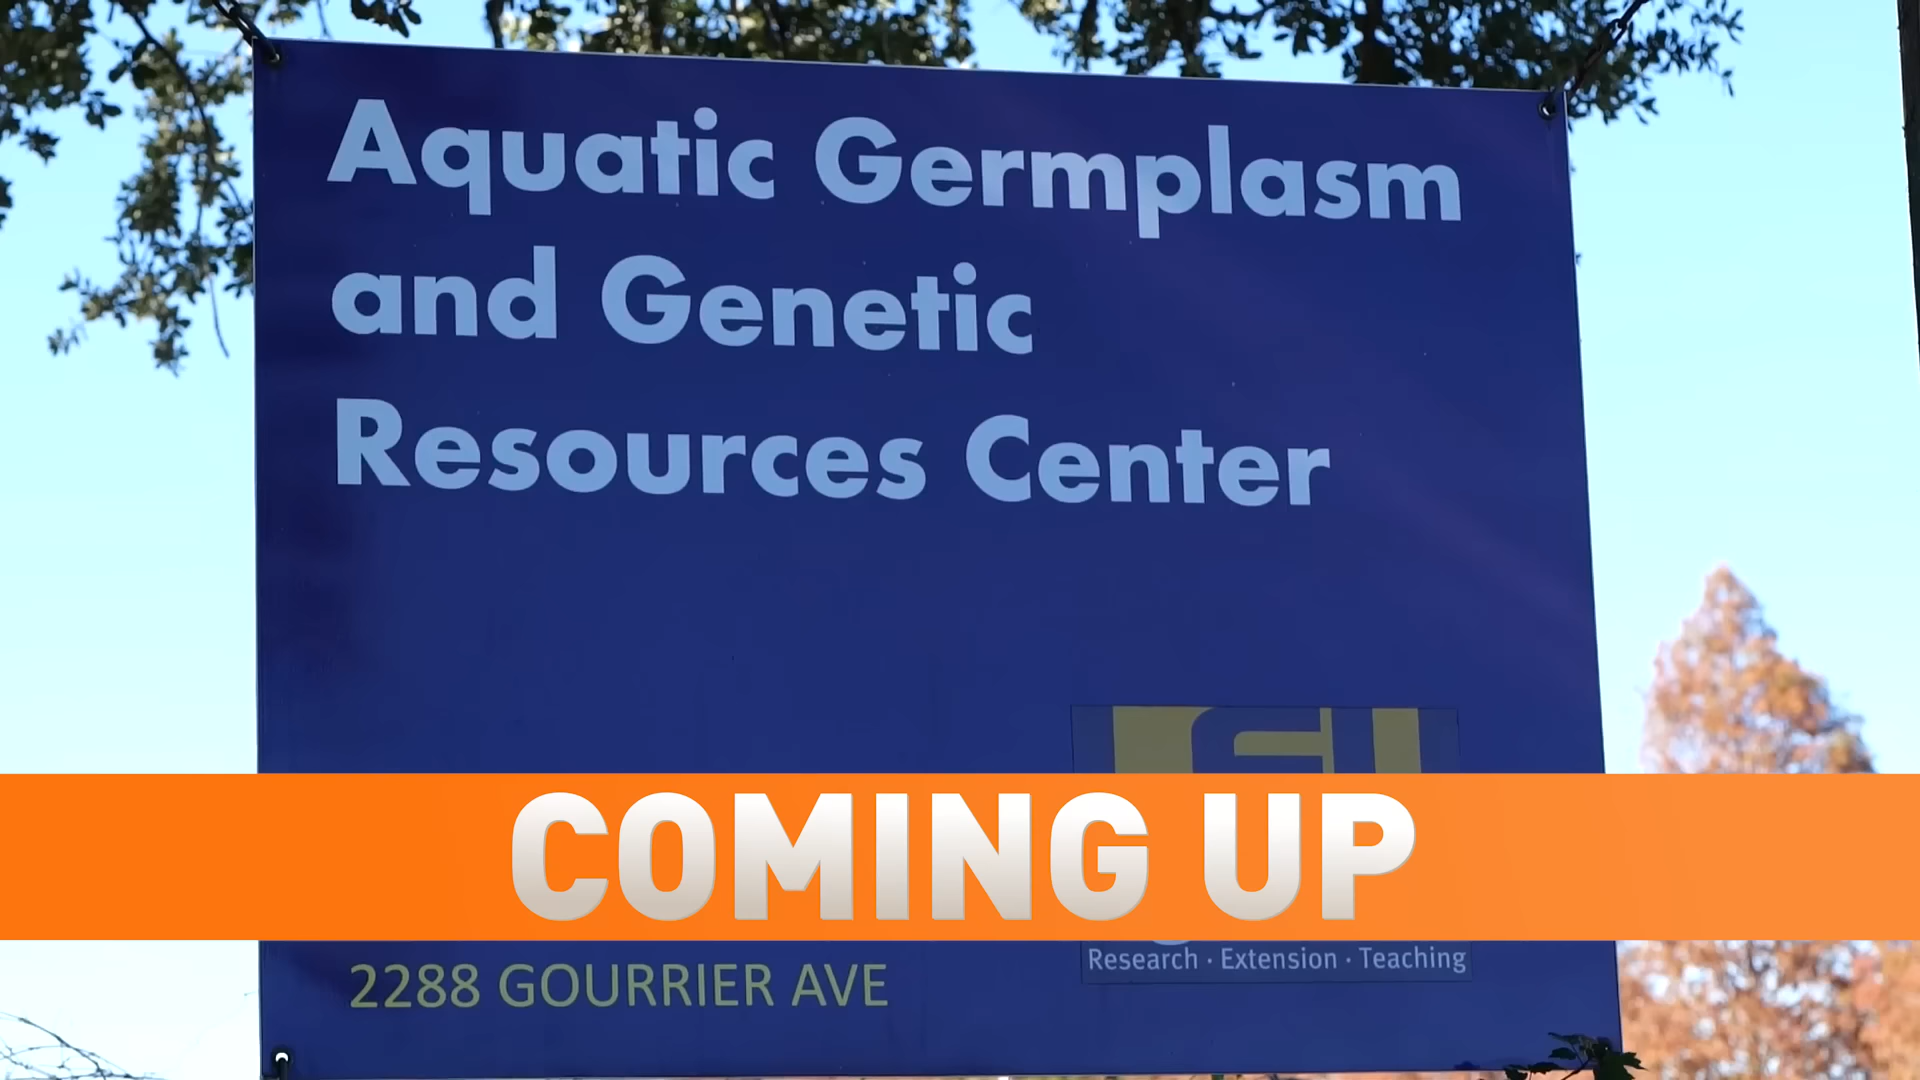 Aquatic Germplasm
and Genetic
Resources Center
COMING UP
Research · Extension · Teaching
2288 GOURRIER AVE